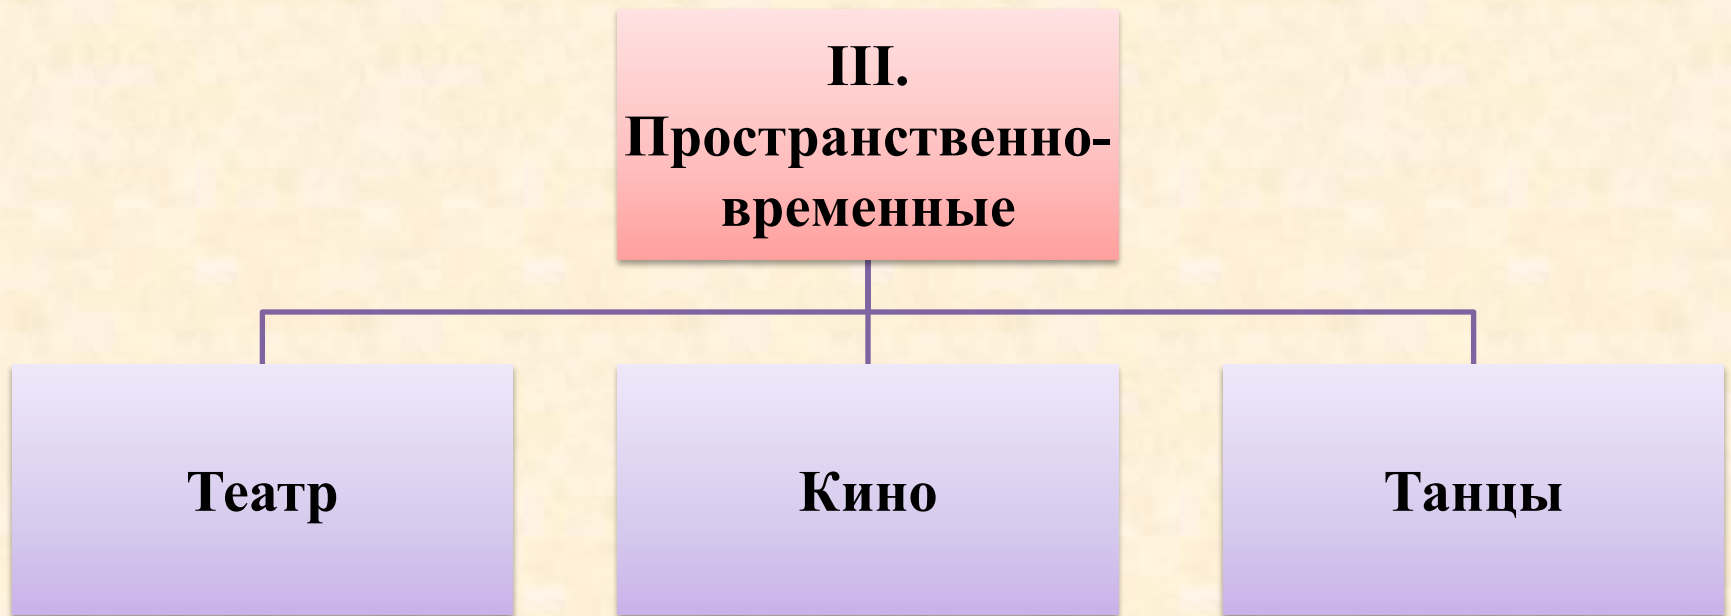 III.
Пространственно-
временные
Театр
Кино
Танцы